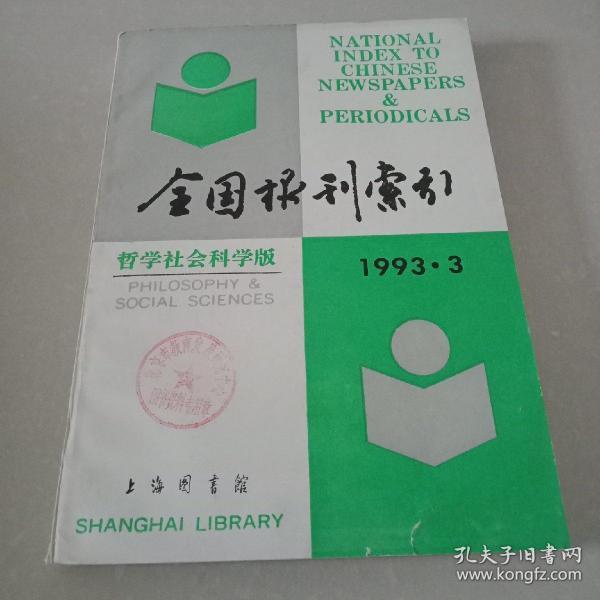 NATIONAL
INDEX TO
CHINESE
NEWSPAPERS
&
PERIODICALS
全国报刊索引
哲学社会科学版
PHILOSOPHY &
SOCIAL SCIENCES
1993·3
上海图書館
SHANGHAI LIBRARY
孔夫子旧书网
www.kongfz.com